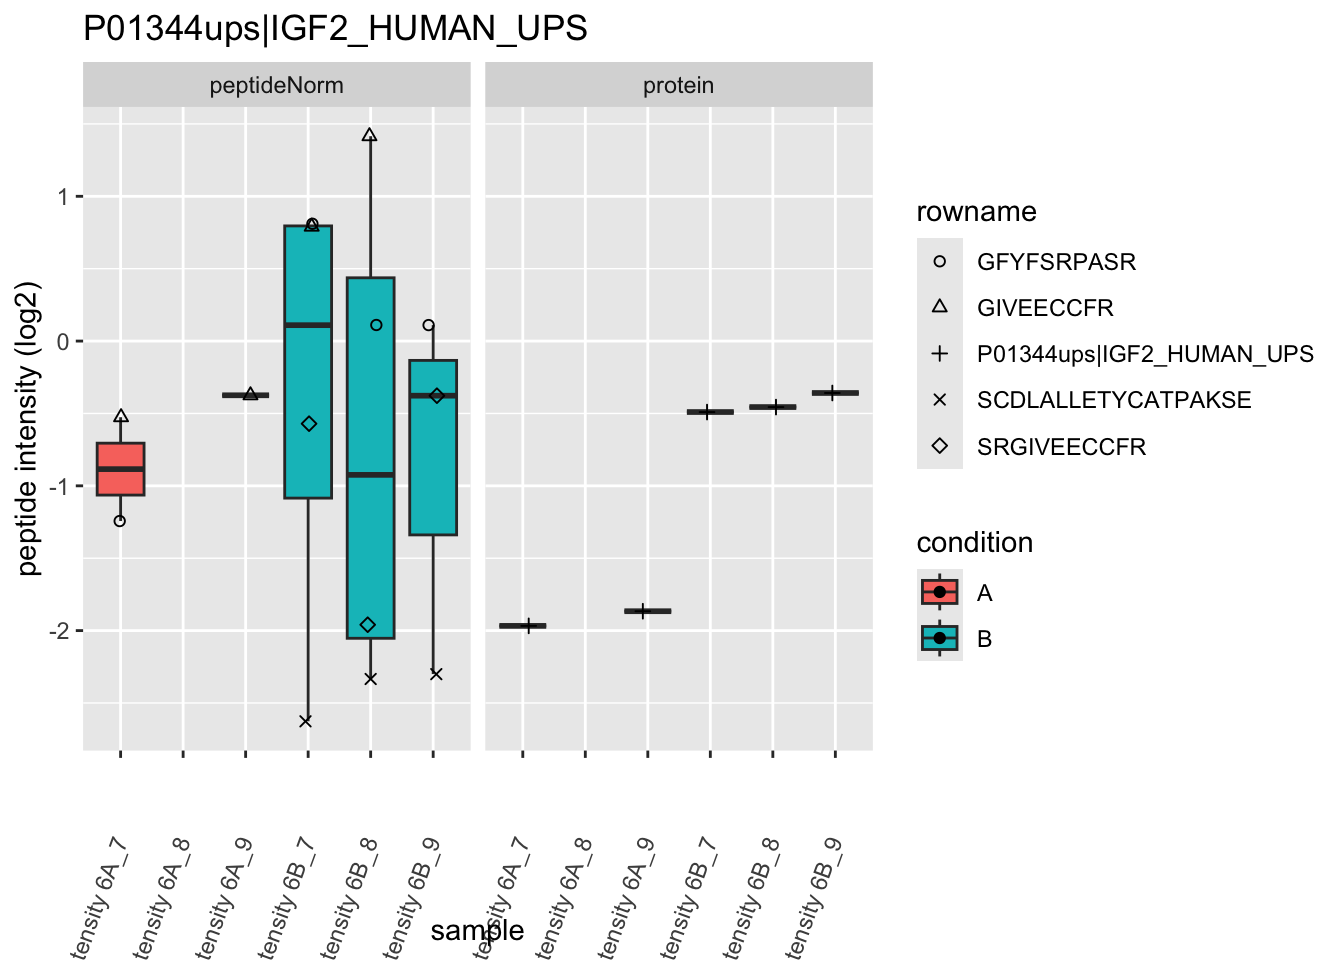 P01344ups|IGF2_HUMAN_UPS
peptideNorm
protein
peptide intensity (log2)
1
0
-1
-2
tensity 6A_7
tensity 6A_8
tensity 6A_9
tensity 6B_7
tensity 6B_8
tensity 6B_9
tensity 6A_7
tensity 6A_8
tensity 6A_9
tensity 6B_7
tensity 6B_8
tensity 6B_9
sample
rowname
GFYFSRPASR
GIVEECCFR
P01344ups|IGF2_HUMAN_UPS
SCDLALLETYCATPAKSE
SRGIVEECCFR
condition
A
B